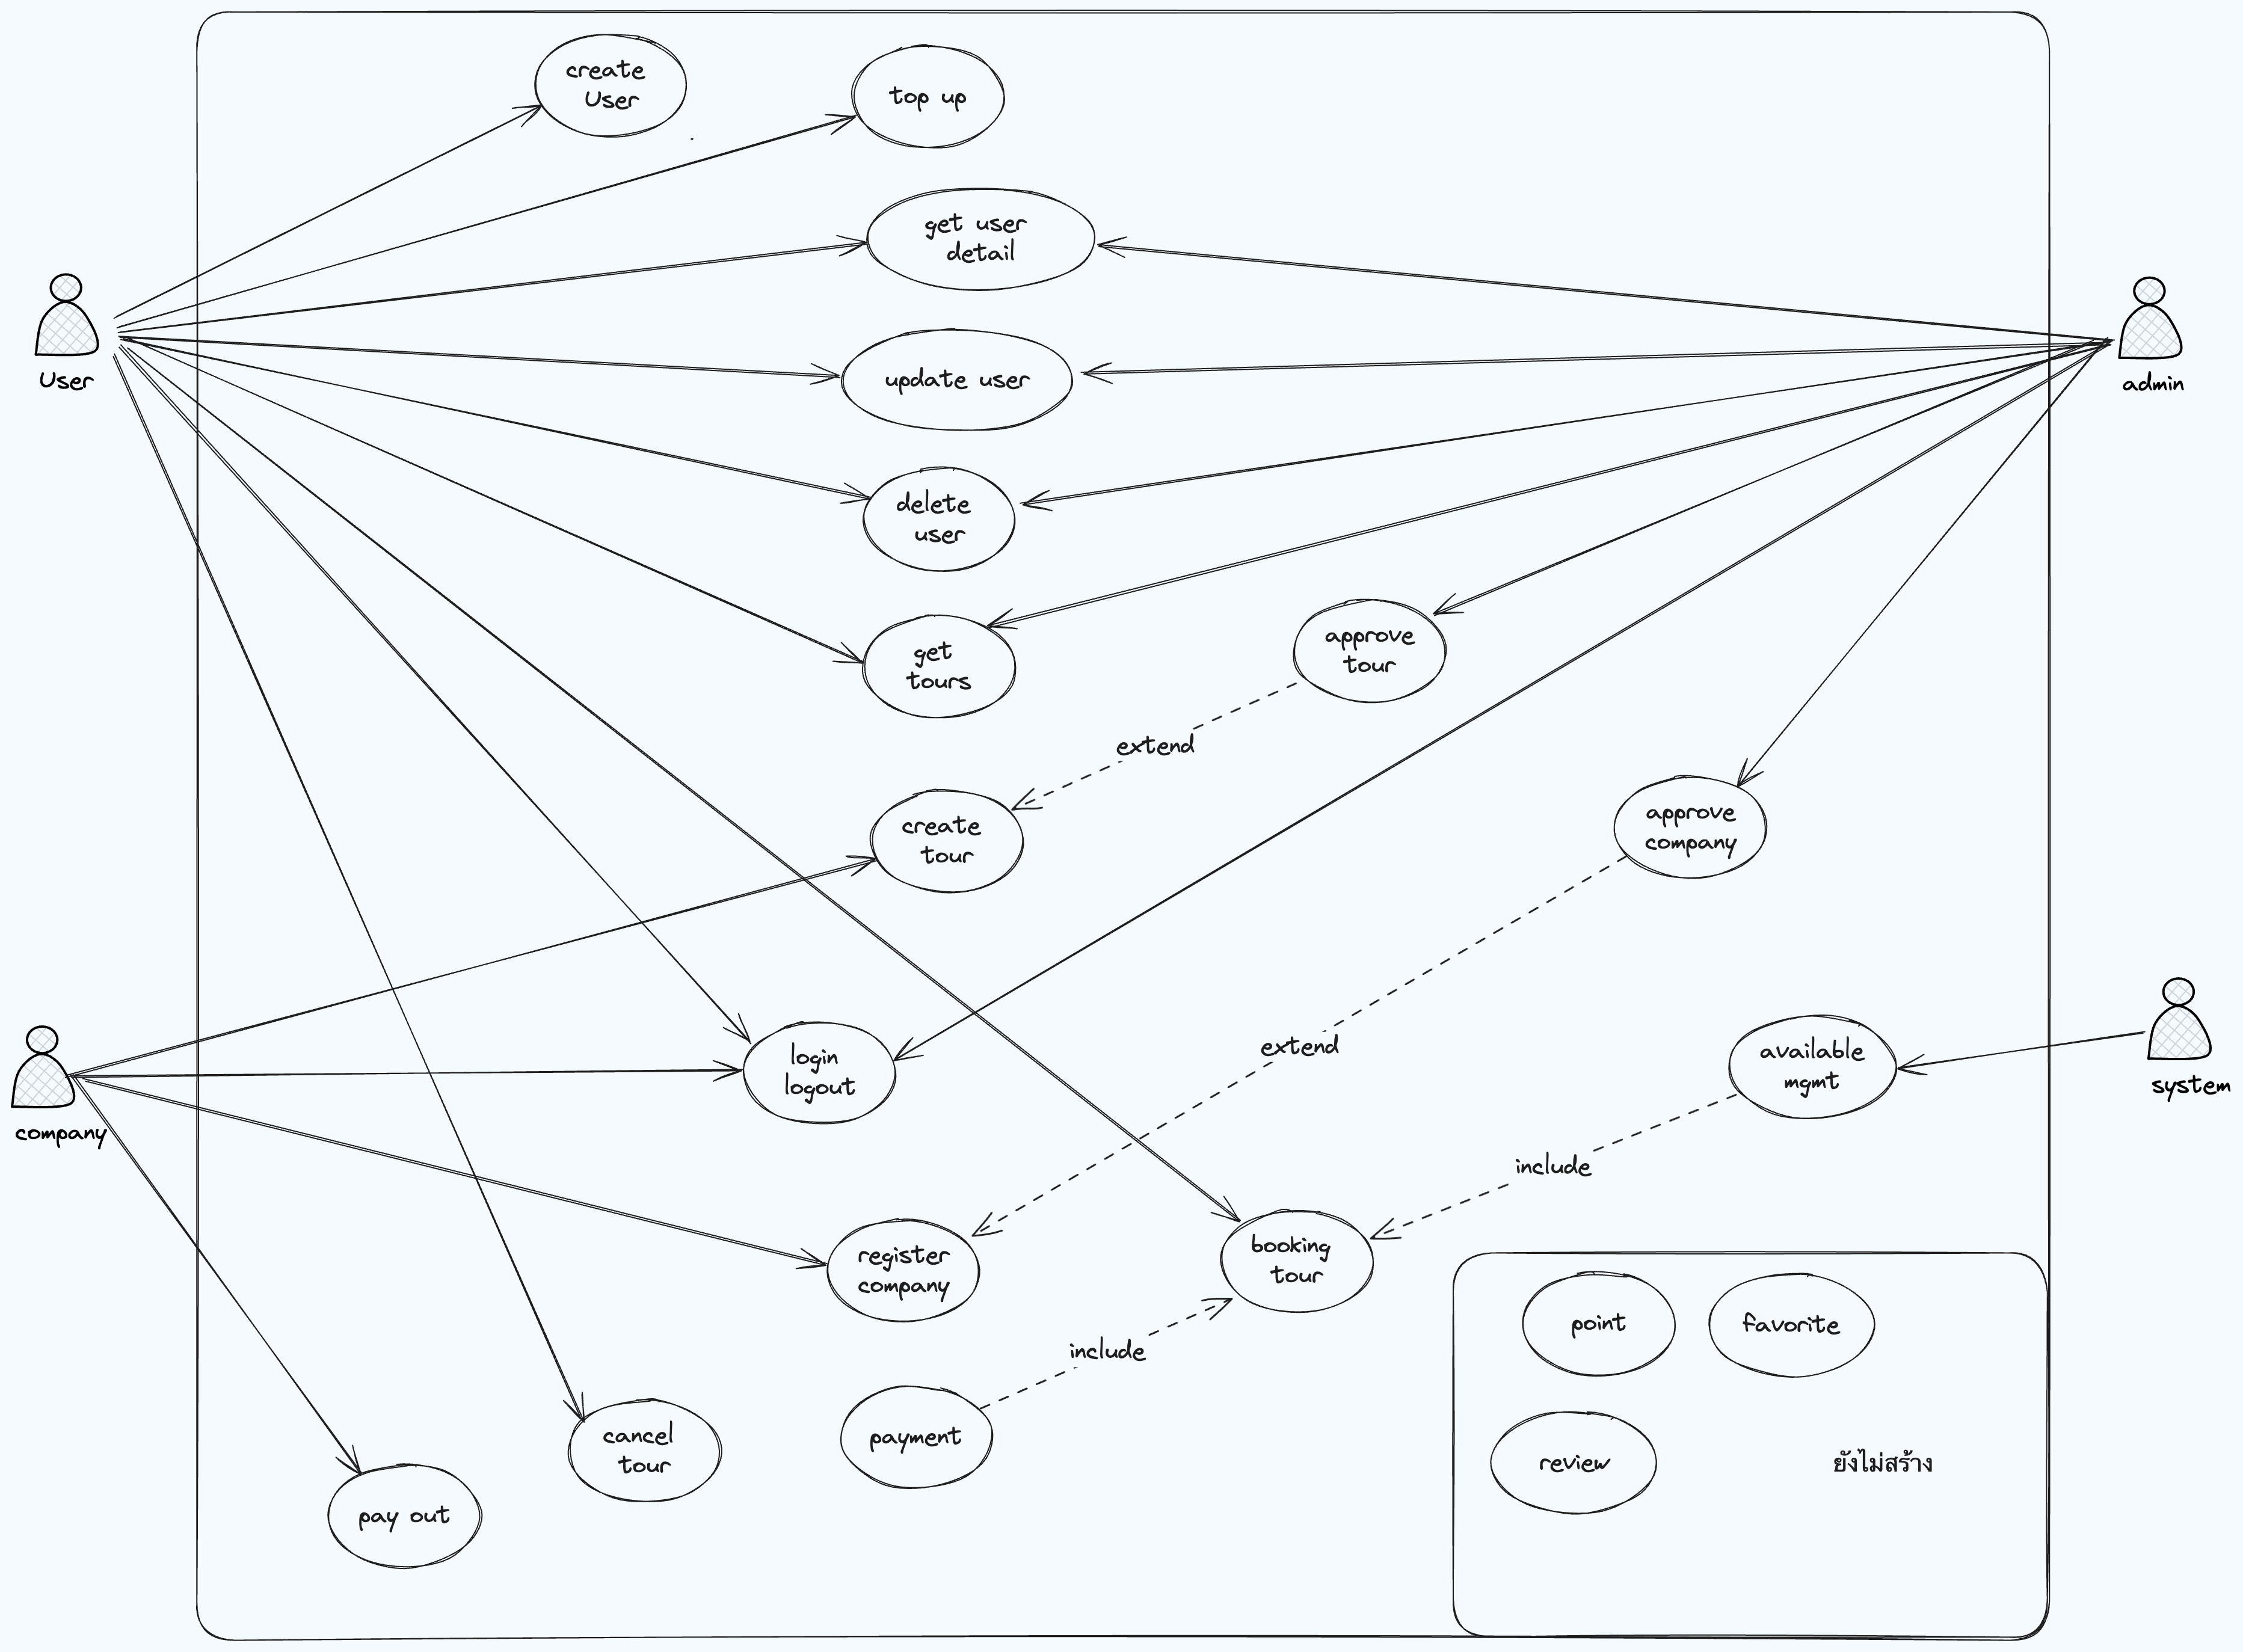 create
User
top up
get user
detail
User
admin
update user
delete
user
get
tours
approve
tour
extend
create
tour
approve
company
login
logout
extend
available
mgmt
system
company
include
register
company
booking
tour
include
point
favorite
cancel
tour
payment
review
ยังไม่สร้าง
pay out